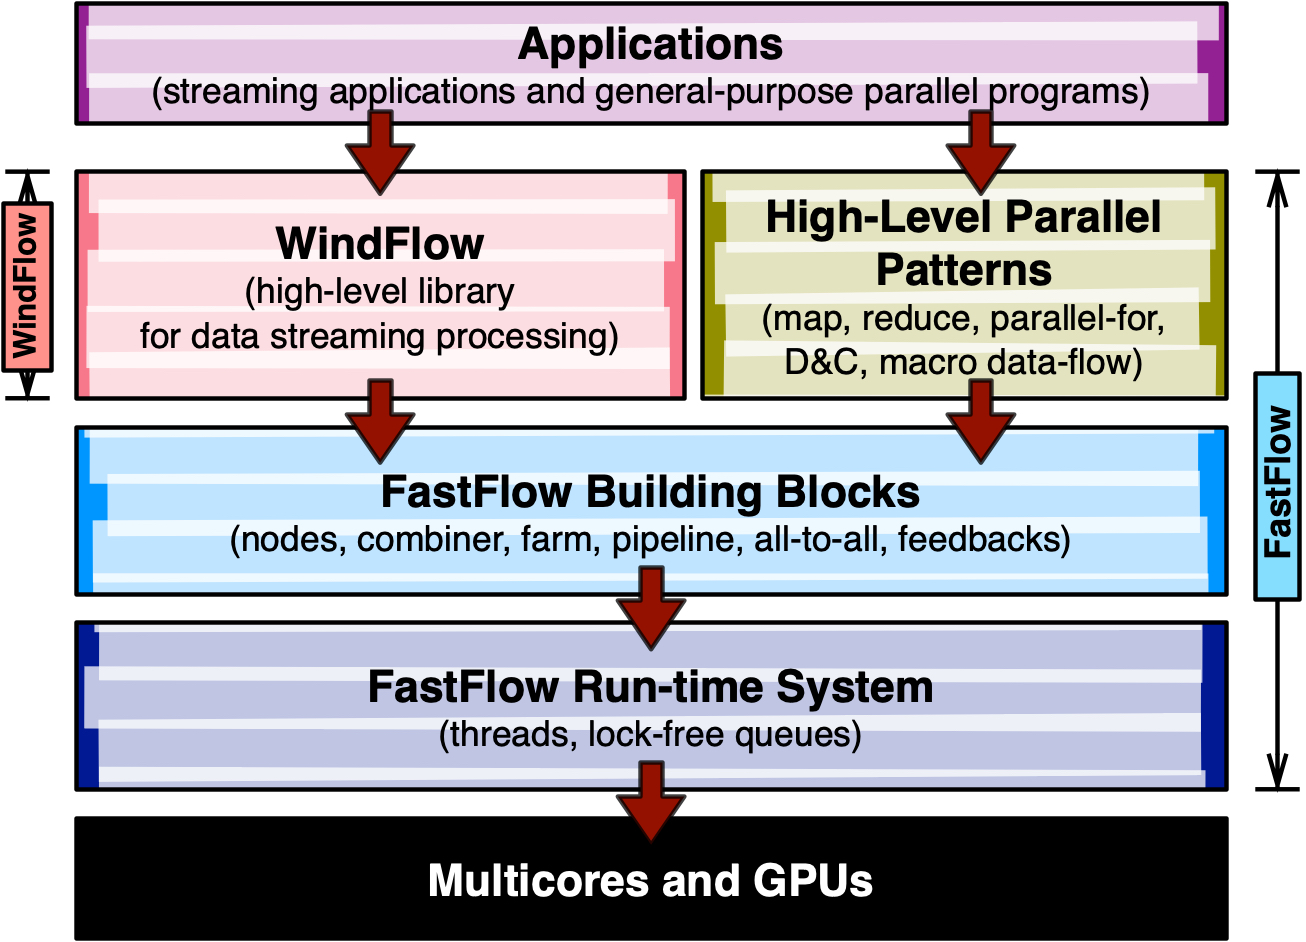 Applications
(streaming applications and general-purpose parallel programs)
WindFlow
WindFlow
(high-level library
for data streaming processing)
High-Level Parallel
Patterns
(map, reduce, parallel-for,
D&C, macro data-flow)
FastFlow
FastFlow Building Blocks
(nodes, combiner, farm, pipeline, all-to-all, feedbacks)
FastFlow Run-time System
(threads, lock-free queues)
Multicores and GPUs